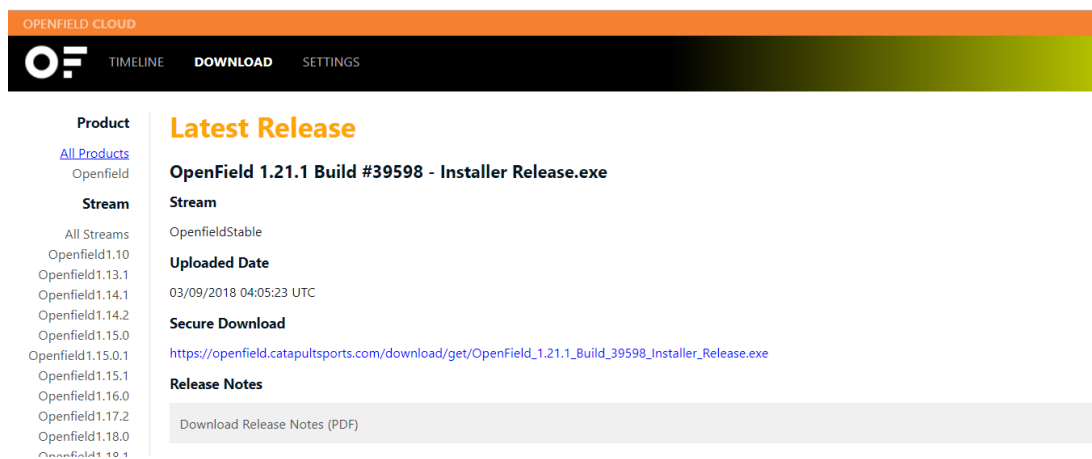 OPENFIELD CLOUD
OF TIMELINE DOWNLOAD SETTINGS
Product
All Products
Openfield
Stream
All Streams
Openfield1.10
Openfield1.13.1
Openfield1.14.1
Openfield1.14.2
Openfield1.15.0
Openfield1.15.0.1
Openfield1.15.1
Openfield1.16.0
Openfield1.17.2
Openfield1.18.0
Openfield1.18.1
Latest Release
OpenField 1.21.1 Build #39598 - Installer Release.exe
Stream
OpenfieldStable
Uploaded Date
03/09/2018 04:05:23 UTC
Secure Download
https://openfield.catapultsports.com/download/get/OpenField_1.21.1_Build_39598_Installer_Release.exe
Release Notes
Download Release Notes (PDF)